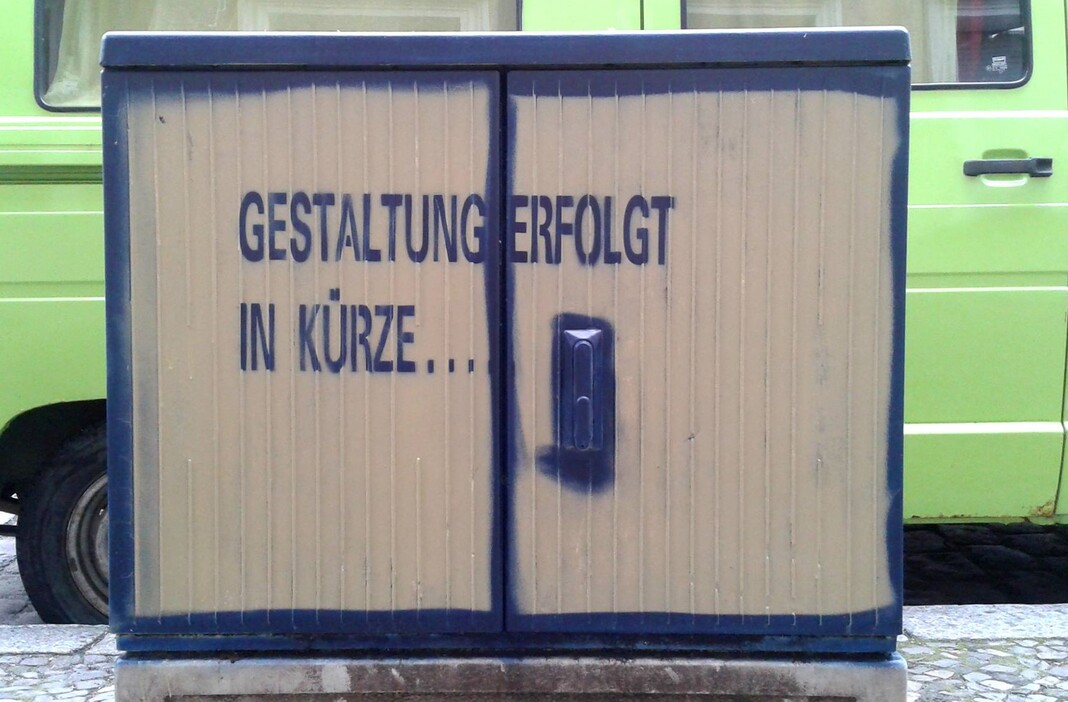 GESTALTUNG ERFOLGT
IN KÜRZE....